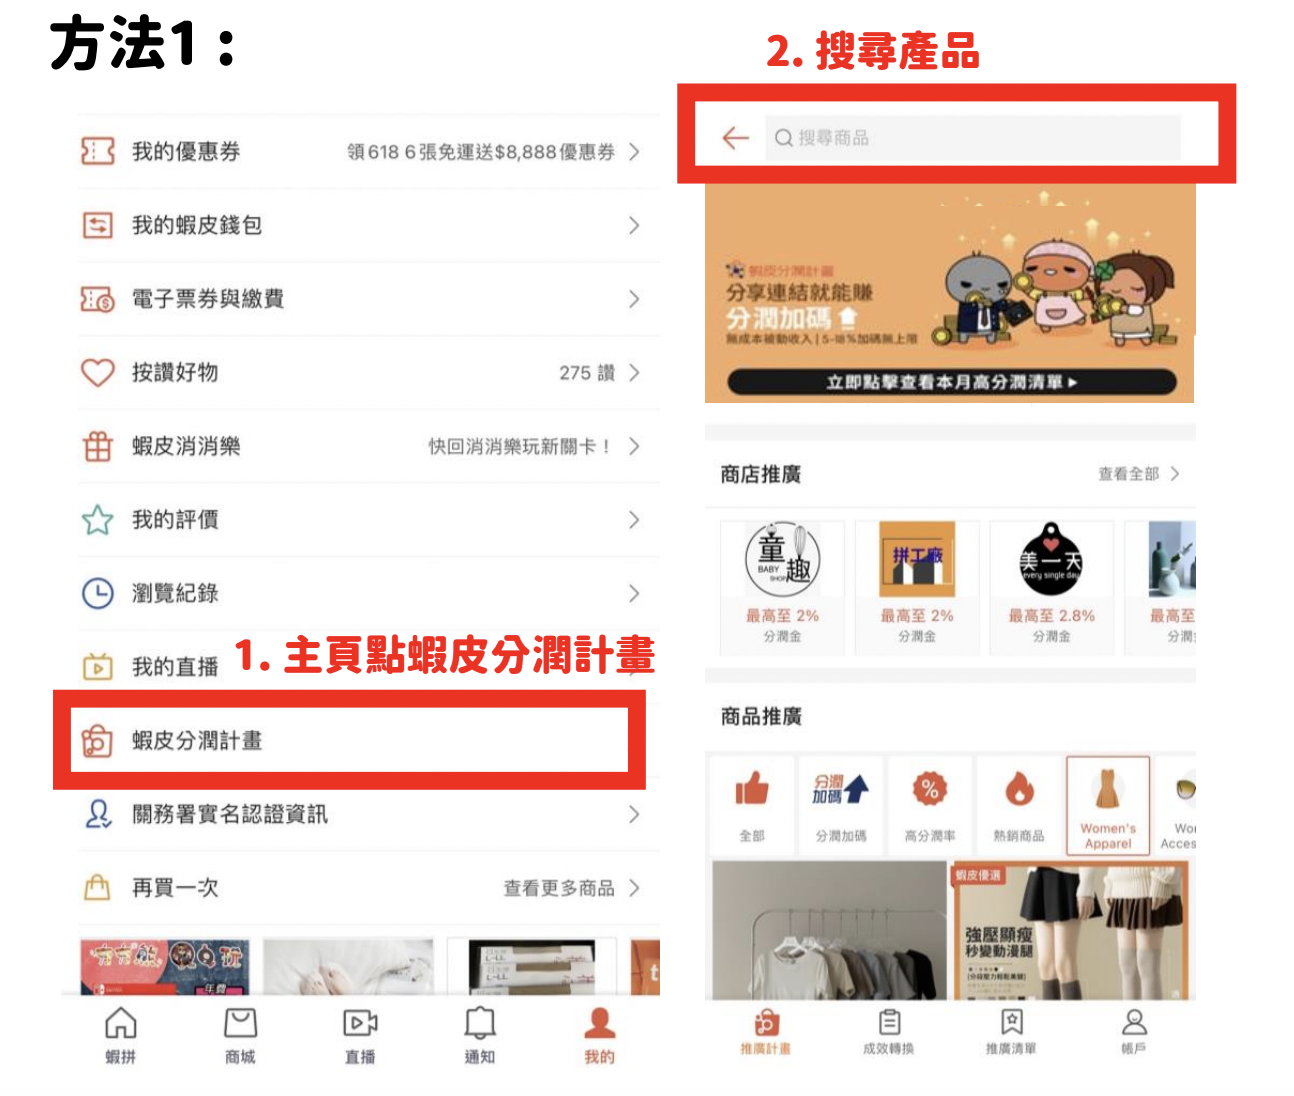 方法1：
我的優惠券
領618 6張免運送$8,888優惠券
我的蝦皮錢包
電子票券與繳費
按讚好物
275 讚
蝦皮消消樂
快回消消樂玩新關卡！
我的評價
瀏覽紀錄
我的直播
1. 主頁點蝦皮分潤計畫
蝦皮分潤計畫
關務署實名認證資訊
再買一次
查看更多商品
L-LL
L-LL
蝦拼
商城
直播
通知
我的
2. 搜尋產品
搜尋商品
蝦皮分潤計畫
分享連結就能賺
分潤加碼
無成本被動收入 | 5-18%加碼無上限
立即點擊查看本月高分潤清單
商店推廣
查看全部
童趣
BABY
SHOP
最高至 2%
分潤金
拼工廠
最高至 2%
分潤金
美一天
every single day
最高至 2.8%
分潤金
最高至
分潤
商品推廣
全部
分潤加碼
分潤加碼
%
高分潤率
熱銷商品
Women's
Apparel
Wo
Acces
蝦皮優選
強壓顯瘦
秒變動漫腿
推廣計畫
成效轉換
推廣清單
帳戶